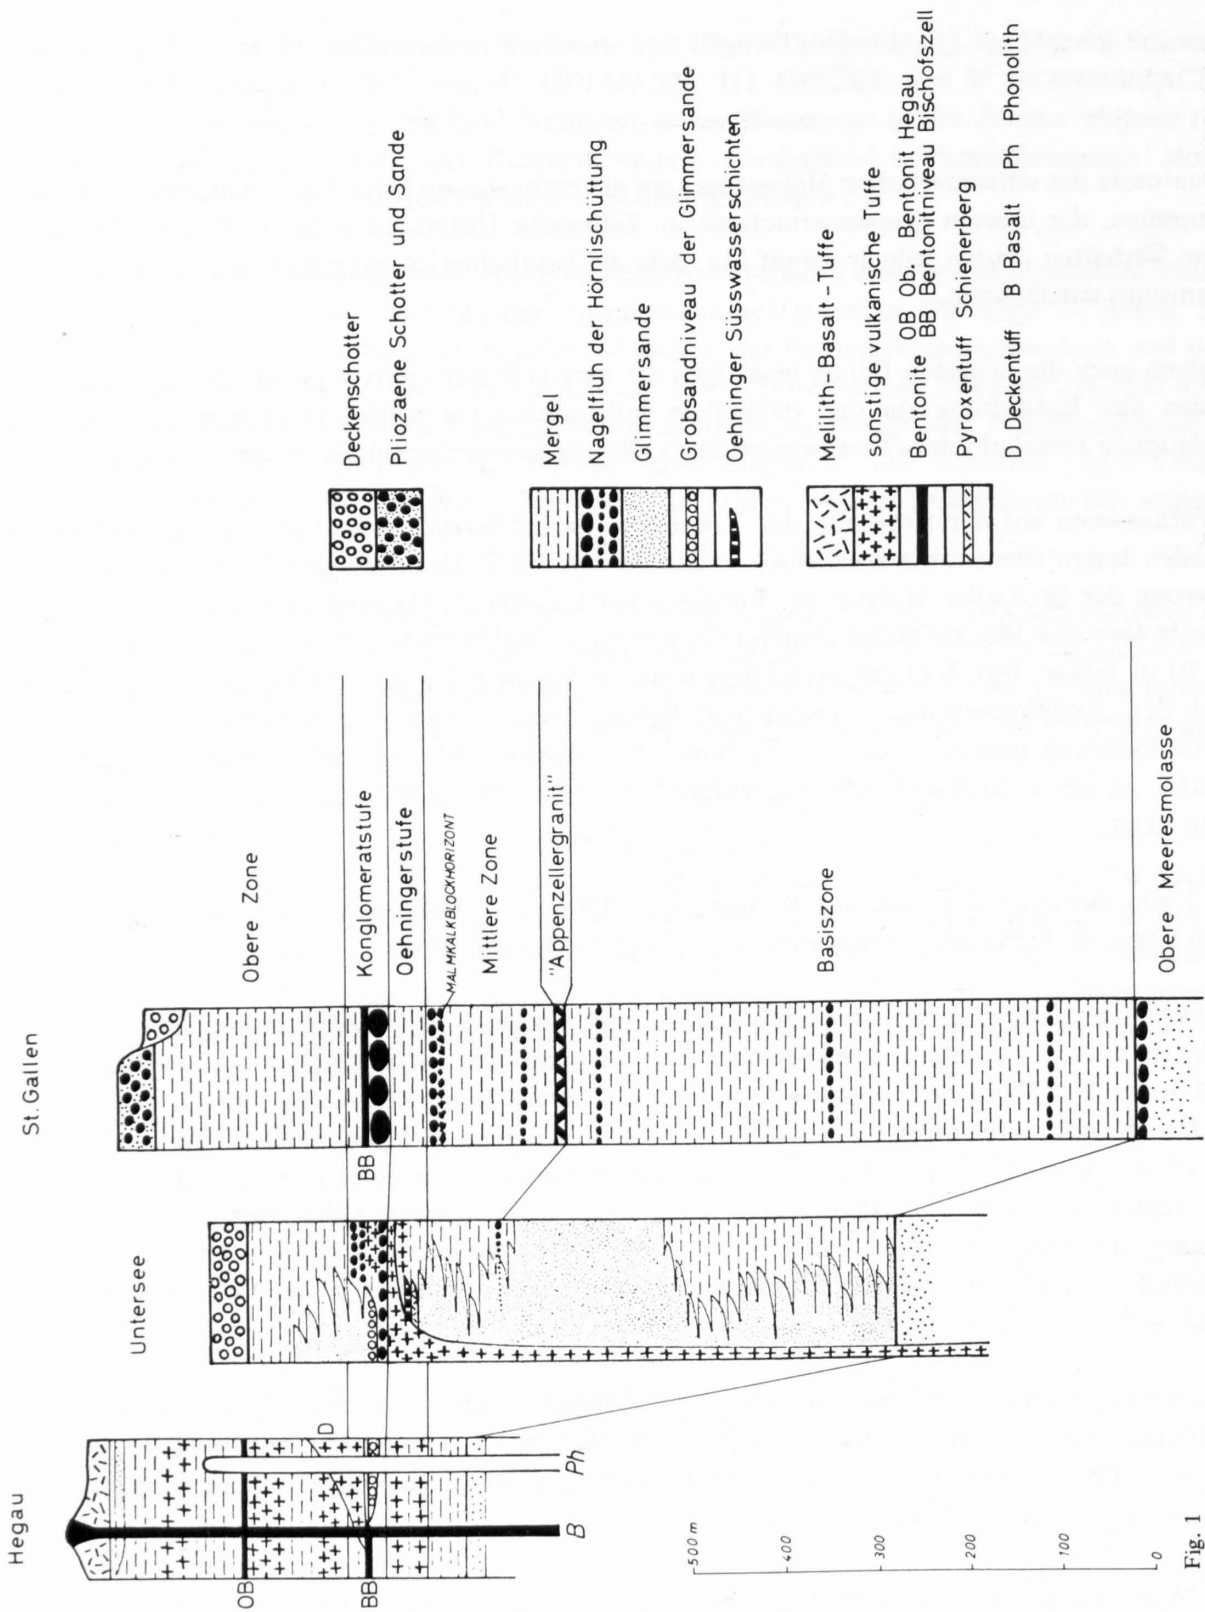 Hegau
Untersee
St. Gallen
OB
BB
D
B
Ph
BB
Obere Zone
Konglomeratstufe
Oehningerstufe
MALMKALKBLOCKHORIZONT
Mittlere Zone
"Appenzellergranit"
Basiszone
Obere Meeresmolasse
Deckenschotter
Pliozaene Schotter und Sande
Mergel
Nagelfluh der Hörnlischüttung
Glimmersande
Grobsandniveau der Glimmersande
Oehninger Süsswasserschichten
Melilith-Basalt-Tuffe
sonstige vulkanische Tuffe
Bentonite OB Ob. Bentonit Hegau
BB Bentonitniveau Bischofszell
Pyroxentuff Schienerberg
D Deckentuff B Basalt Ph Phonolith
500 m
400
300
200
100
0
Fig. 1